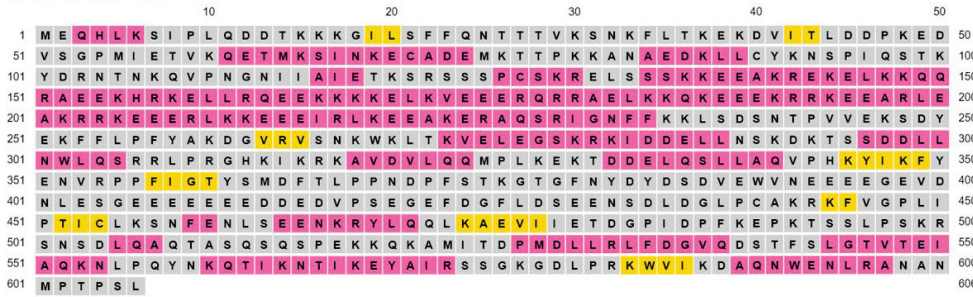 10 20 30 40 50
1 M E Q H L K S I P L Q D D T K K K G I L S F F Q N T T T V K S N K F L T K E K D V I T L D D P K E D 50
51 V S G P M I E T V K Q E T M K S I N K E C A D E M K T T P K K A N A E D K L L C Y K N S P I Q S T K 100
101 Y D R N T N K Q V P N G N I I A I E T K S R S S S P C S K R E L S S S K K E E A K R E K E L K K Q Q 150
151 R A E E K H R K E L L R Q E E K K K K E L K V E E E R Q R R A E L K K Q K E E E K R R K E E A R L E 200
201 A K R R K E E E R L K K E E E I R L K E E A K E R A Q S R I G N F F K K L S D S N T P V V E K S D Y 250
251 E K F F L P F Y A K D G V R V S N K W K L T K V E L E G S K R K I D D E L L N S K D K T S S D D L L 300
301 N W L Q S R R L P R G H K I K R K A V D V L Q Q M P L K E K T D D E L Q S L L A Q V P H K Y I K F Y 350
351 E N V R P P F I G T Y S M D F T L P P N D P F S T K G T G F N Y D Y D S D V E W V N E E E E G E V D 400
401 N L E S G E E E E E E E D D E D V P S E G E F D G F L D S E E N S D L D G L P C A K R K F V G P L I 450
451 P T I C L K S N F E N L S E E N K R Y L Q Q L K A E V I I E T D G P I D P F K E P K T S S L P S K R 500
501 S N S D L Q A Q T A S Q S Q S P E K K Q K A M I T D P M D L L R L F D G V Q D S T F S L G T V T E I 550
551 A Q K N L P Q Y N K Q T I K N T I K E Y A I R S S G K G D L P R K W V I K D A Q N W E N L R A N A N 600
601 M P T P S L 606